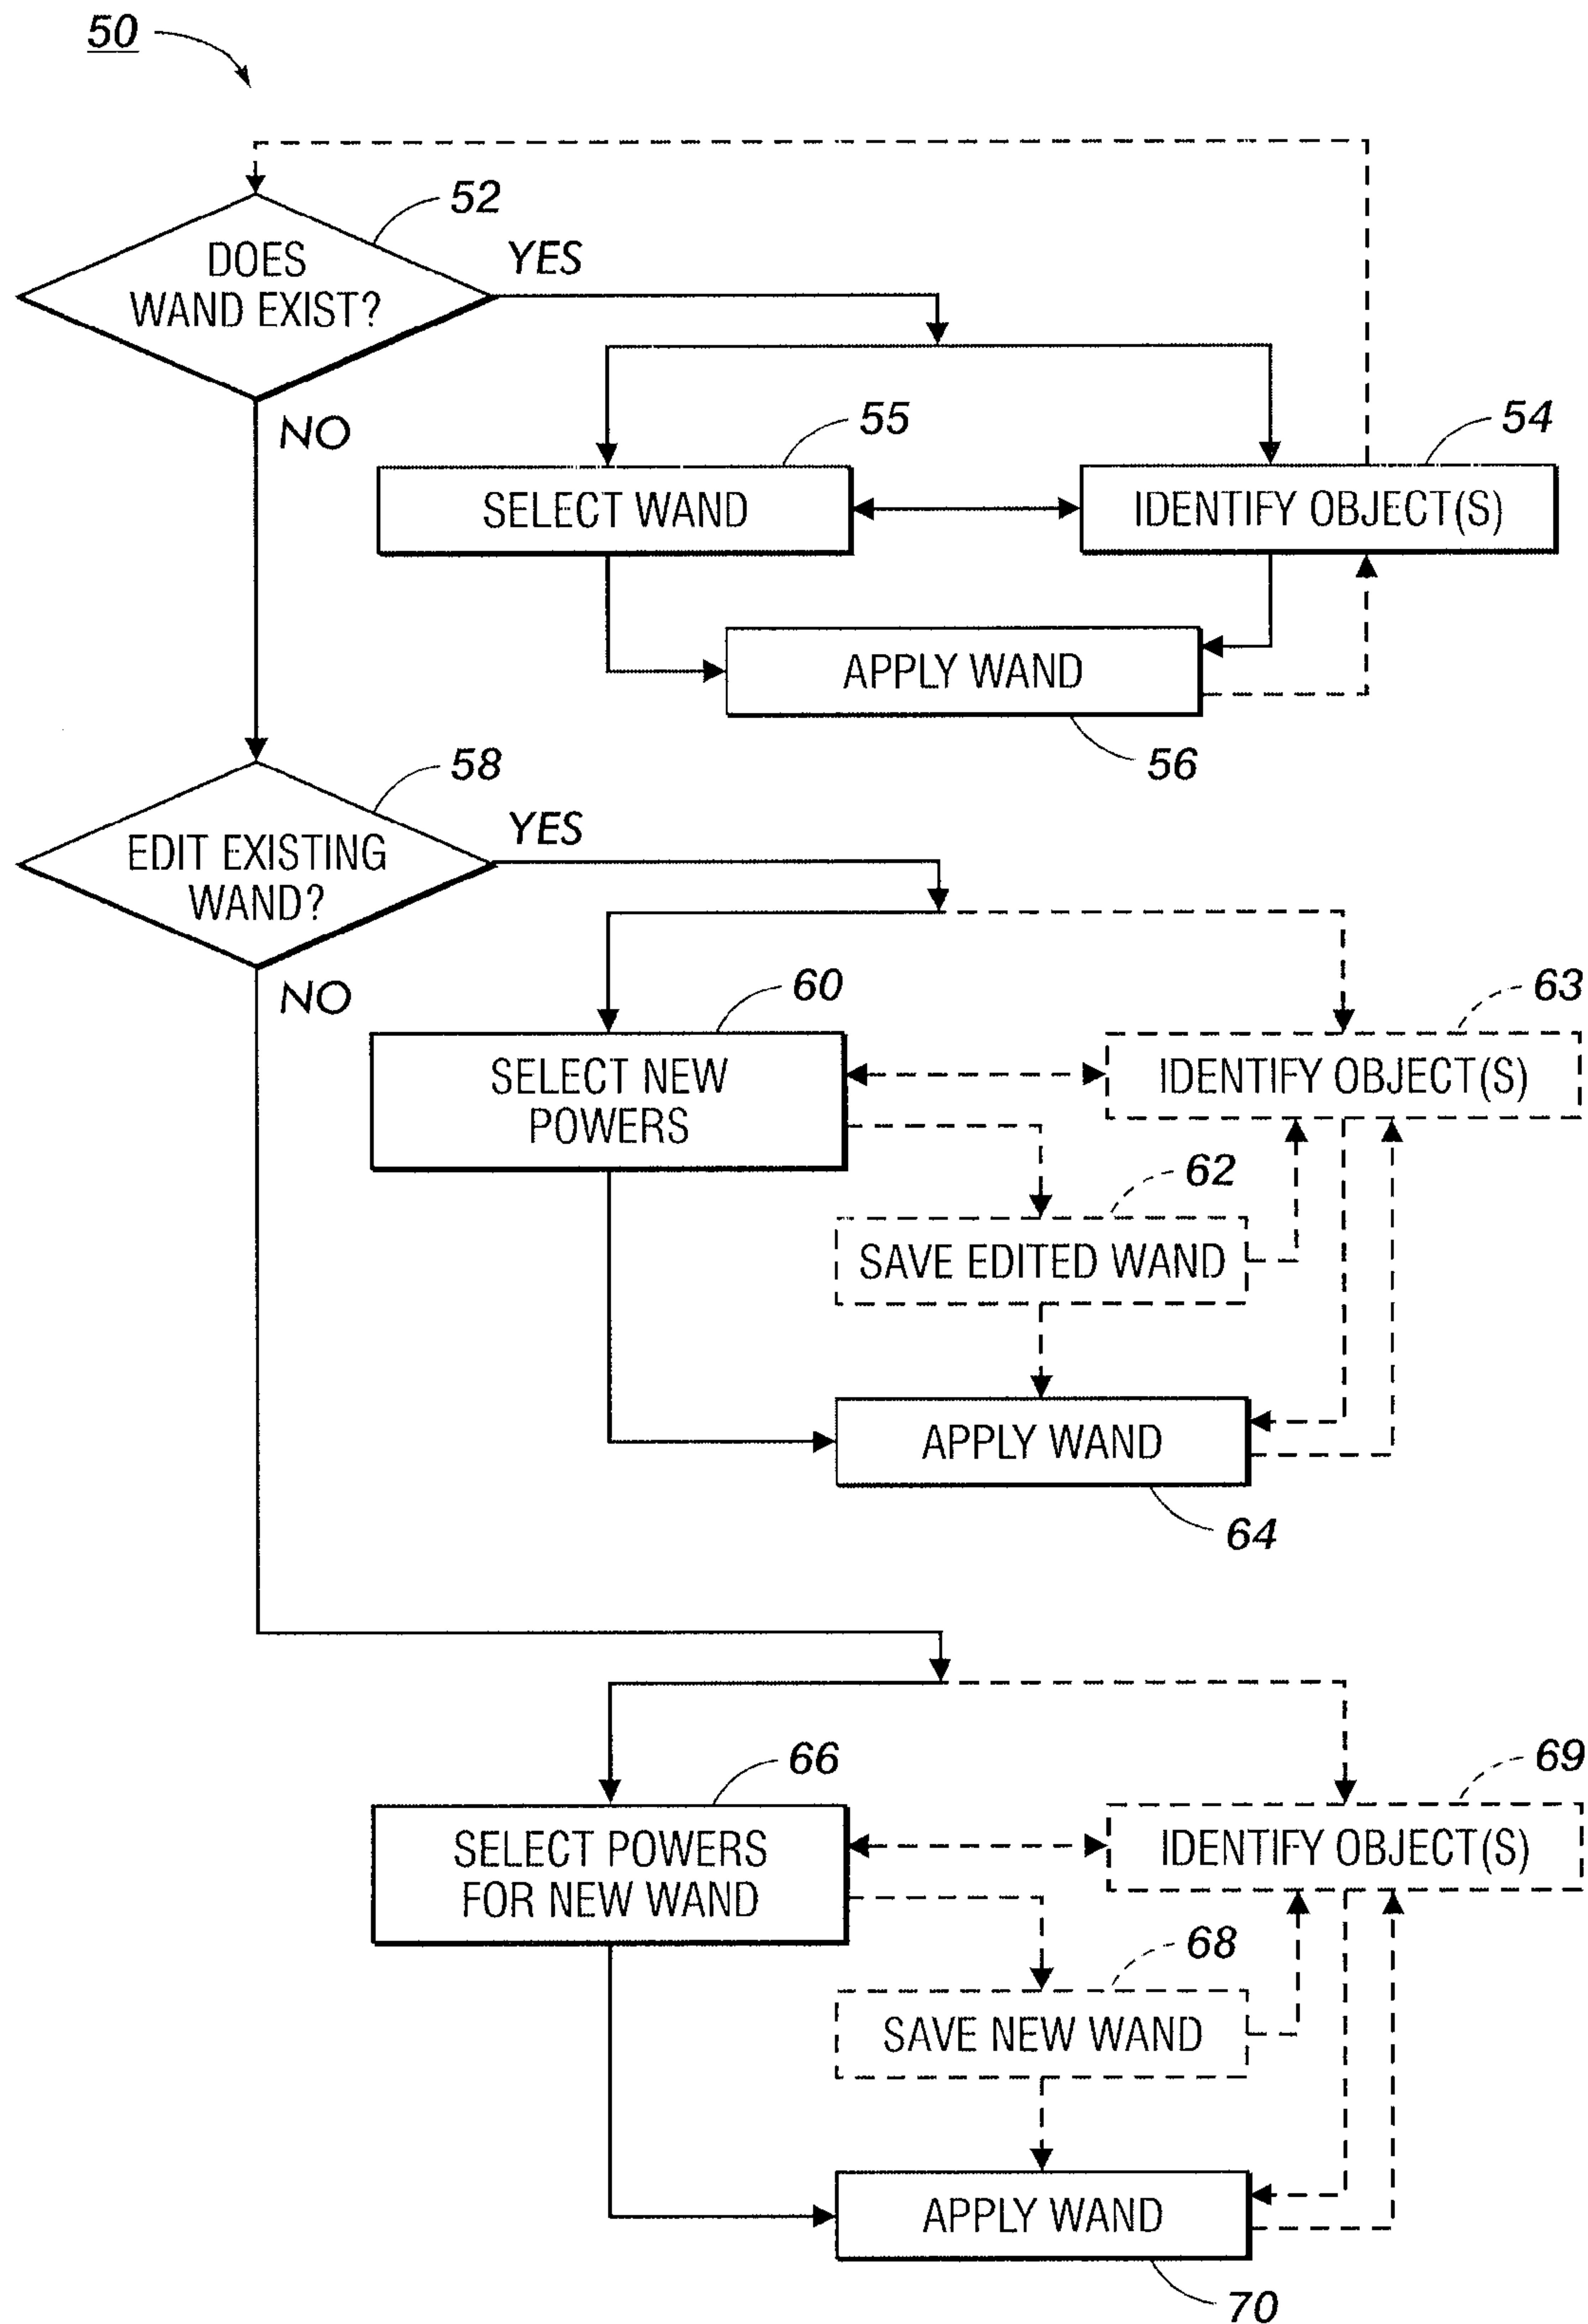 50
52
DOES
WAND EXIST?
YES
NO
55
54
SELECT WAND
IDENTIFY OBJECT(S)
APPLY WAND
56
58
EDIT EXISTING
WAND?
YES
NO
60
63
SELECT NEW
POWERS
IDENTIFY OBJECT(S)
62
SAVE EDITED WAND
APPLY WAND
64
66
69
SELECT POWERS
FOR NEW WAND
IDENTIFY OBJECT(S)
68
SAVE NEW WAND
APPLY WAND
70